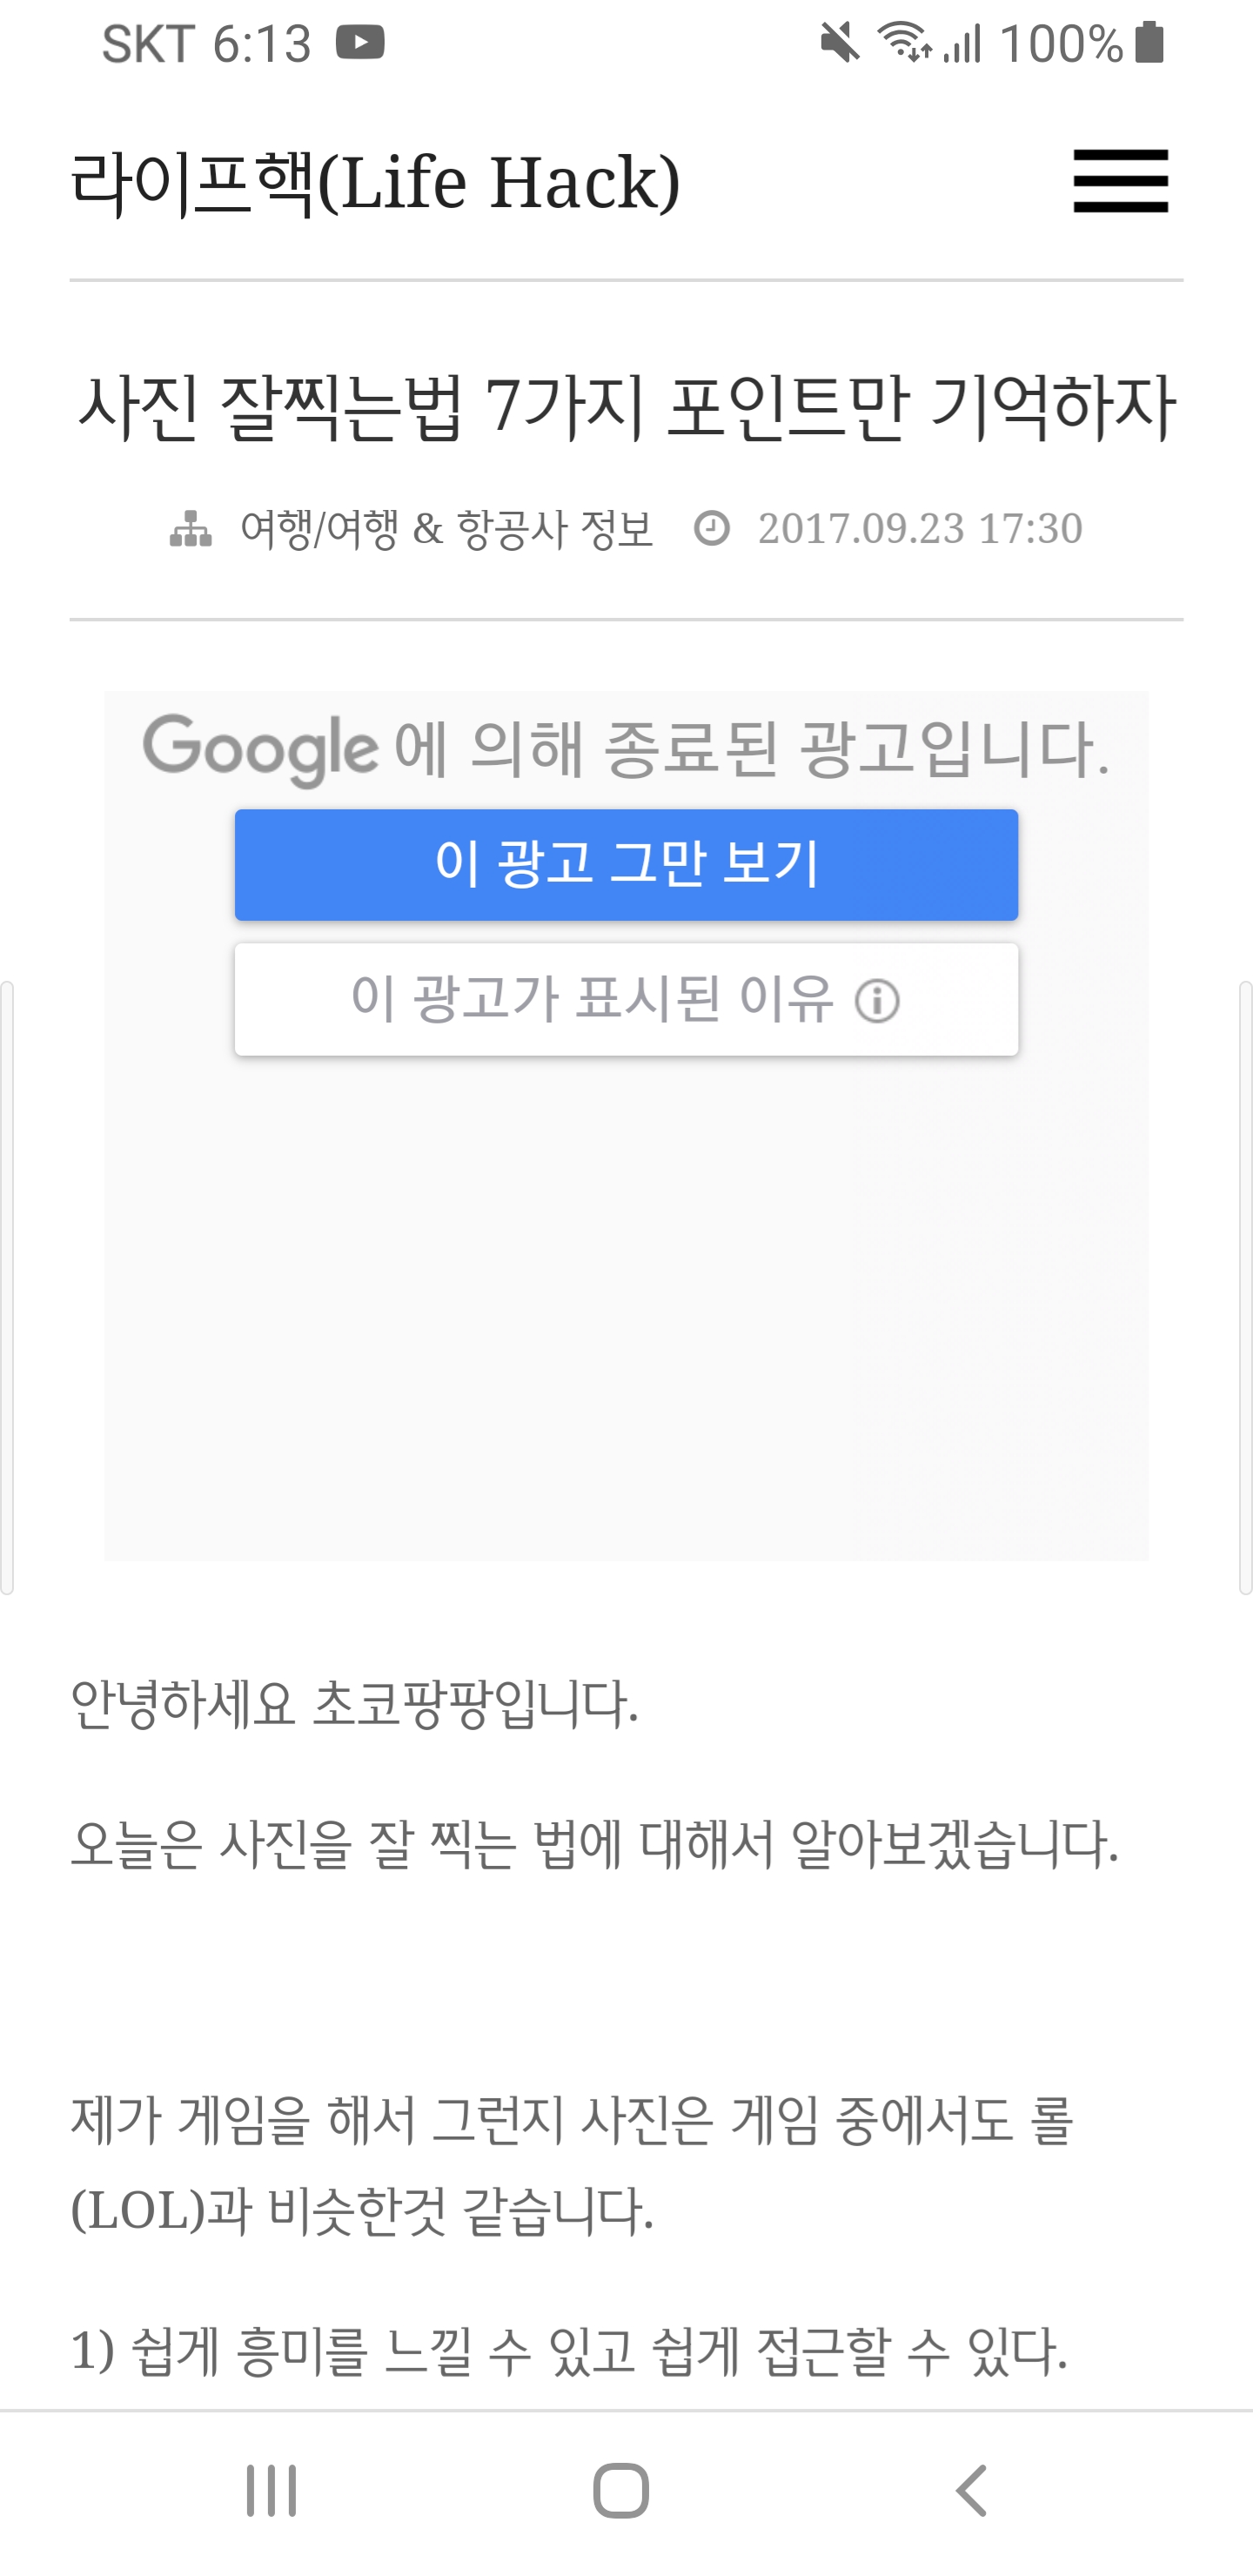 SKT 6:13 100%
라이프핵(Life Hack)
사진 잘찍는법 7가지 포인트만 기억하자
여행/여행 & 항공사 정보 2017.09.23 17:30
Google에 의해 종료된 광고입니다.
이 광고 그만 보기
이 광고가 표시된 이유
안녕하세요 초코팡팡입니다.
오늘은 사진을 잘 찍는 법에 대해서 알아보겠습니다.
제가 게임을 해서 그런지 사진은 게임 중에서도 롤
(LOL)과 비슷한것 같습니다.
1) 쉽게 흥미를 느낄 수 있고 쉽게 접근할 수 있다.